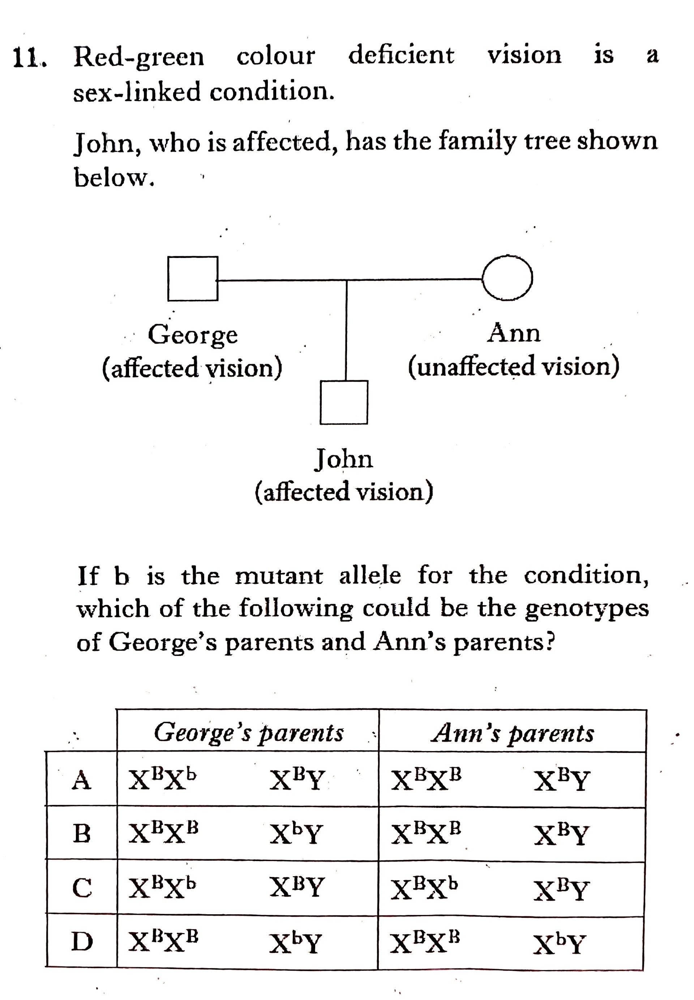 11. Red-green colour deficient vision is a
sex-linked condition.
John, who is affected, has the family tree shown
below.
George
(affected vision)
Ann
(unaffected vision)
John
(affected vision)
If b is the mutant allele for the condition,
which of the following could be the genotypes
of George's parents and Ann's parents?
George's parents Ann's parents
A XᴮXᵇ XᴮY XᴮXᴮ XᴮY
B XᴮXᴮ XᵇY XᴮXᴮ XᴮY
C XᴮXᵇ XᴮY XᴮXᵇ XᴮY
D XᴮXᴮ XᵇY XᴮXᴮ XᵇY